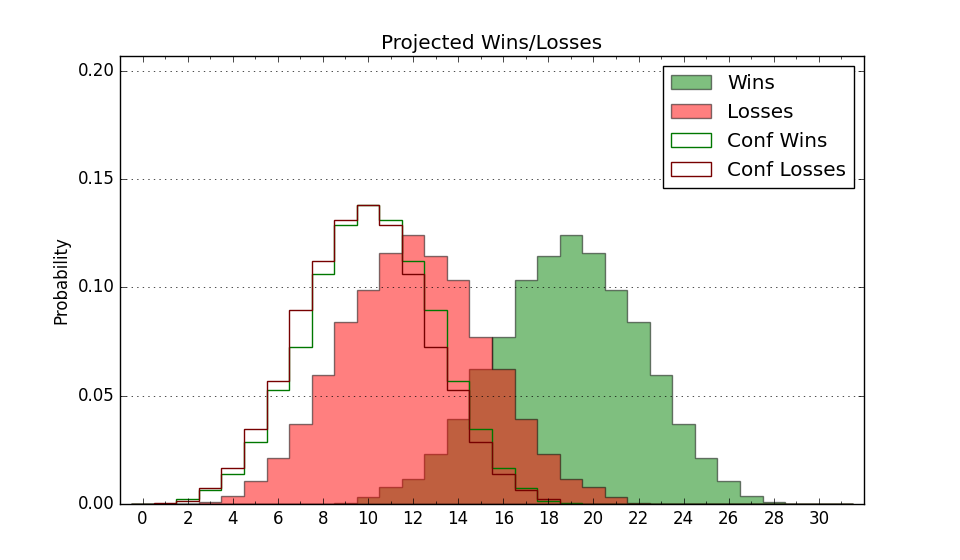 Projected Wins/Losses
0.20
0.15
0.10
0.05
0.00
Probability
Wins
Losses
Conf Wins
Conf Losses
0 2 4 6 8 10 12 14 16 18 20 22 24 26 28 30